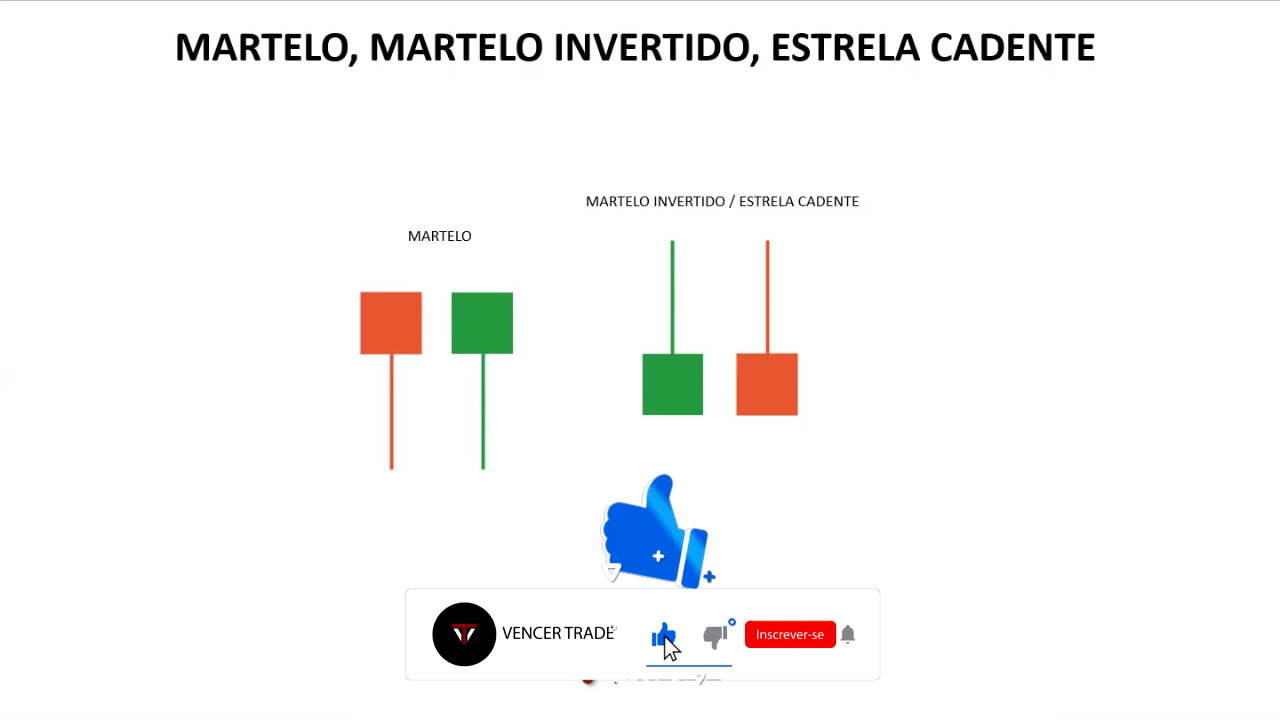 MARTELO, MARTELO INVERTIDO, ESTRELA CADENTE
MARTELO INVERTIDO / ESTRELA CADENTE
MARTELO
VENCER TRADE
Inscrever-se